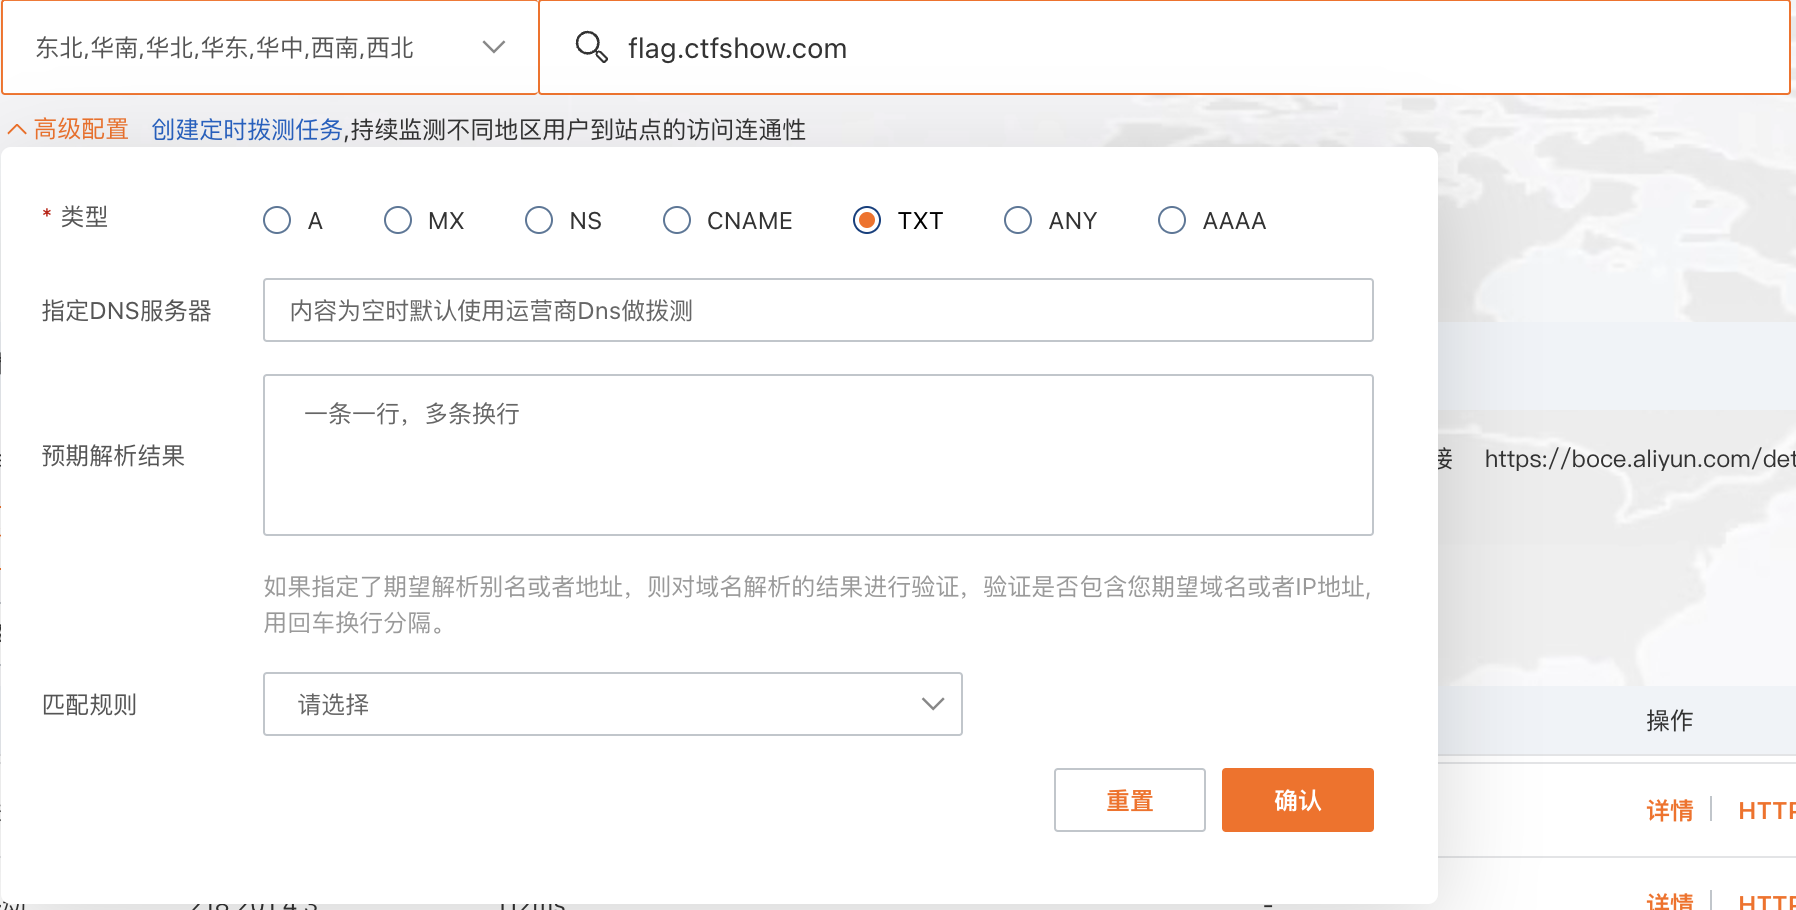 东北,华南,华北,华东,华中,西南,西北
flag.ctfshow.com
高级配置 创建定时拨测任务,持续监测不同地区用户到站点的访问连通性
* 类型 A MX NS CNAME TXT ANY AAAA
指定DNS服务器 内容为空时默认使用运营商Dns做拨测
预期解析结果 一条一行，多条换行
接 https://boce.aliyun.com/det
如果指定了期望解析别名或者地址，则对域名解析的结果进行验证，验证是否包含您期望域名或者IP地址,
用回车换行分隔。
匹配规则 请选择
操作
重置 确认
详情 HTTP
详情 HTTP